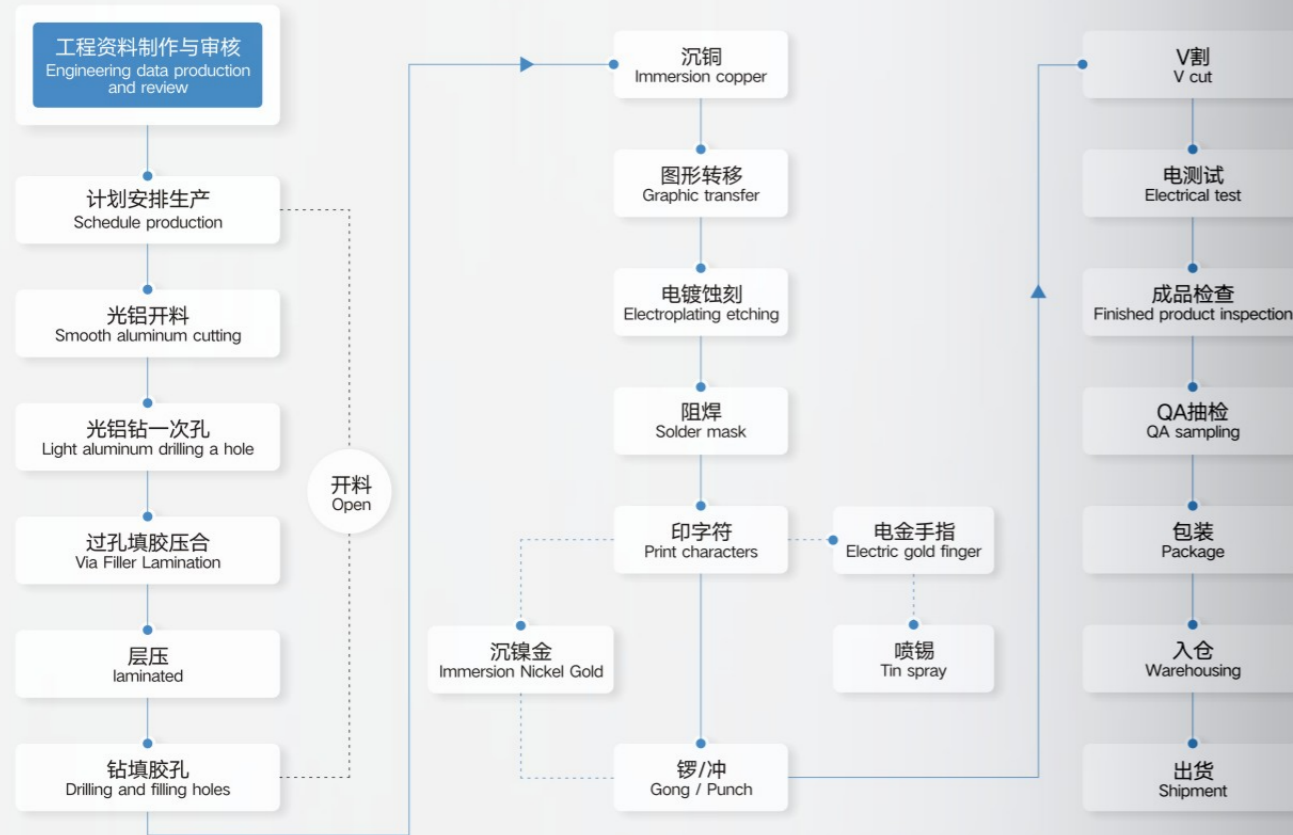 工程资料制作与审核
Engineering data production
and review
计划安排生产
Schedule production
光铝开料
Smooth aluminum cutting
光铝钻一次孔
Light aluminum drilling a hole
过孔填胶压合
Via Filler Lamination
层压
laminated
钻填胶孔
Drilling and filling holes
开料
Open
沉铜
Immersion copper
图形转移
Graphic transfer
电镀蚀刻
Electroplating etching
阻焊
Solder mask
印字符
Print characters
电金手指
Electric gold finger
沉镍金
Immersion Nickel Gold
喷锡
Tin spray
锣/冲
Gong / Punch
V割
V cut
电测试
Electrical test
成品检查
Finished product inspection
QA抽检
QA sampling
包装
Package
入仓
Warehousing
出货
Shipment